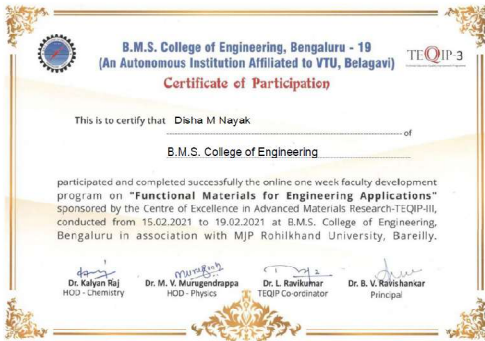 B.M.S. College of Engineering, Bengaluru - 19
(An Autonomous Institution Affiliated to VTU, Belagavi)
TEQIP-3
Certificate of Participation
This is to certify that Disha M Nayak
of
B.M.S. College of Engineering
participated and completed successfully the online one week faculty development
program on "Functional Materials for Engineering Applications"
sponsored by the Centre of Excellence in Advanced Materials Research-TEQIP-III,
conducted from 15.02.2021 to 19.02.2021 at B.M.S. College of Engineering,
Bengaluru in association with MJP Rohilkhand University, Bareilly.
Dr. Kalyan Raj
HOD - Chemistry
Dr. M. V. Murugendrappa
HOD - Physics
Dr. L. Ravikumar
TEQIP Co-ordinator
Dr. B. V. Ravishankar
Principal